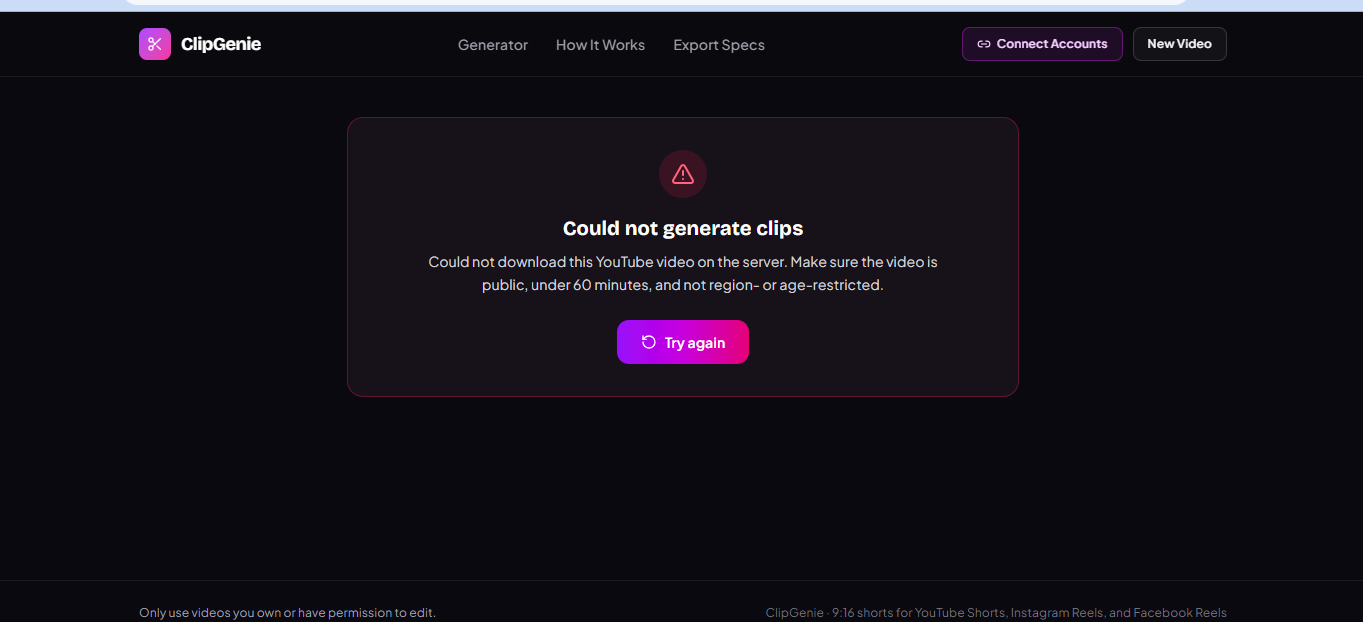 ClipGenie
Generator
How It Works
Export Specs
Connect Accounts
New Video
Could not generate clips
Could not download this YouTube video on the server. Make sure the video is
public, under 60 minutes, and not region- or age-restricted.
Try again
Only use videos you own or have permission to edit.
ClipGenie · 9:16 shorts for YouTube Shorts, Instagram Reels, and Facebook Reels